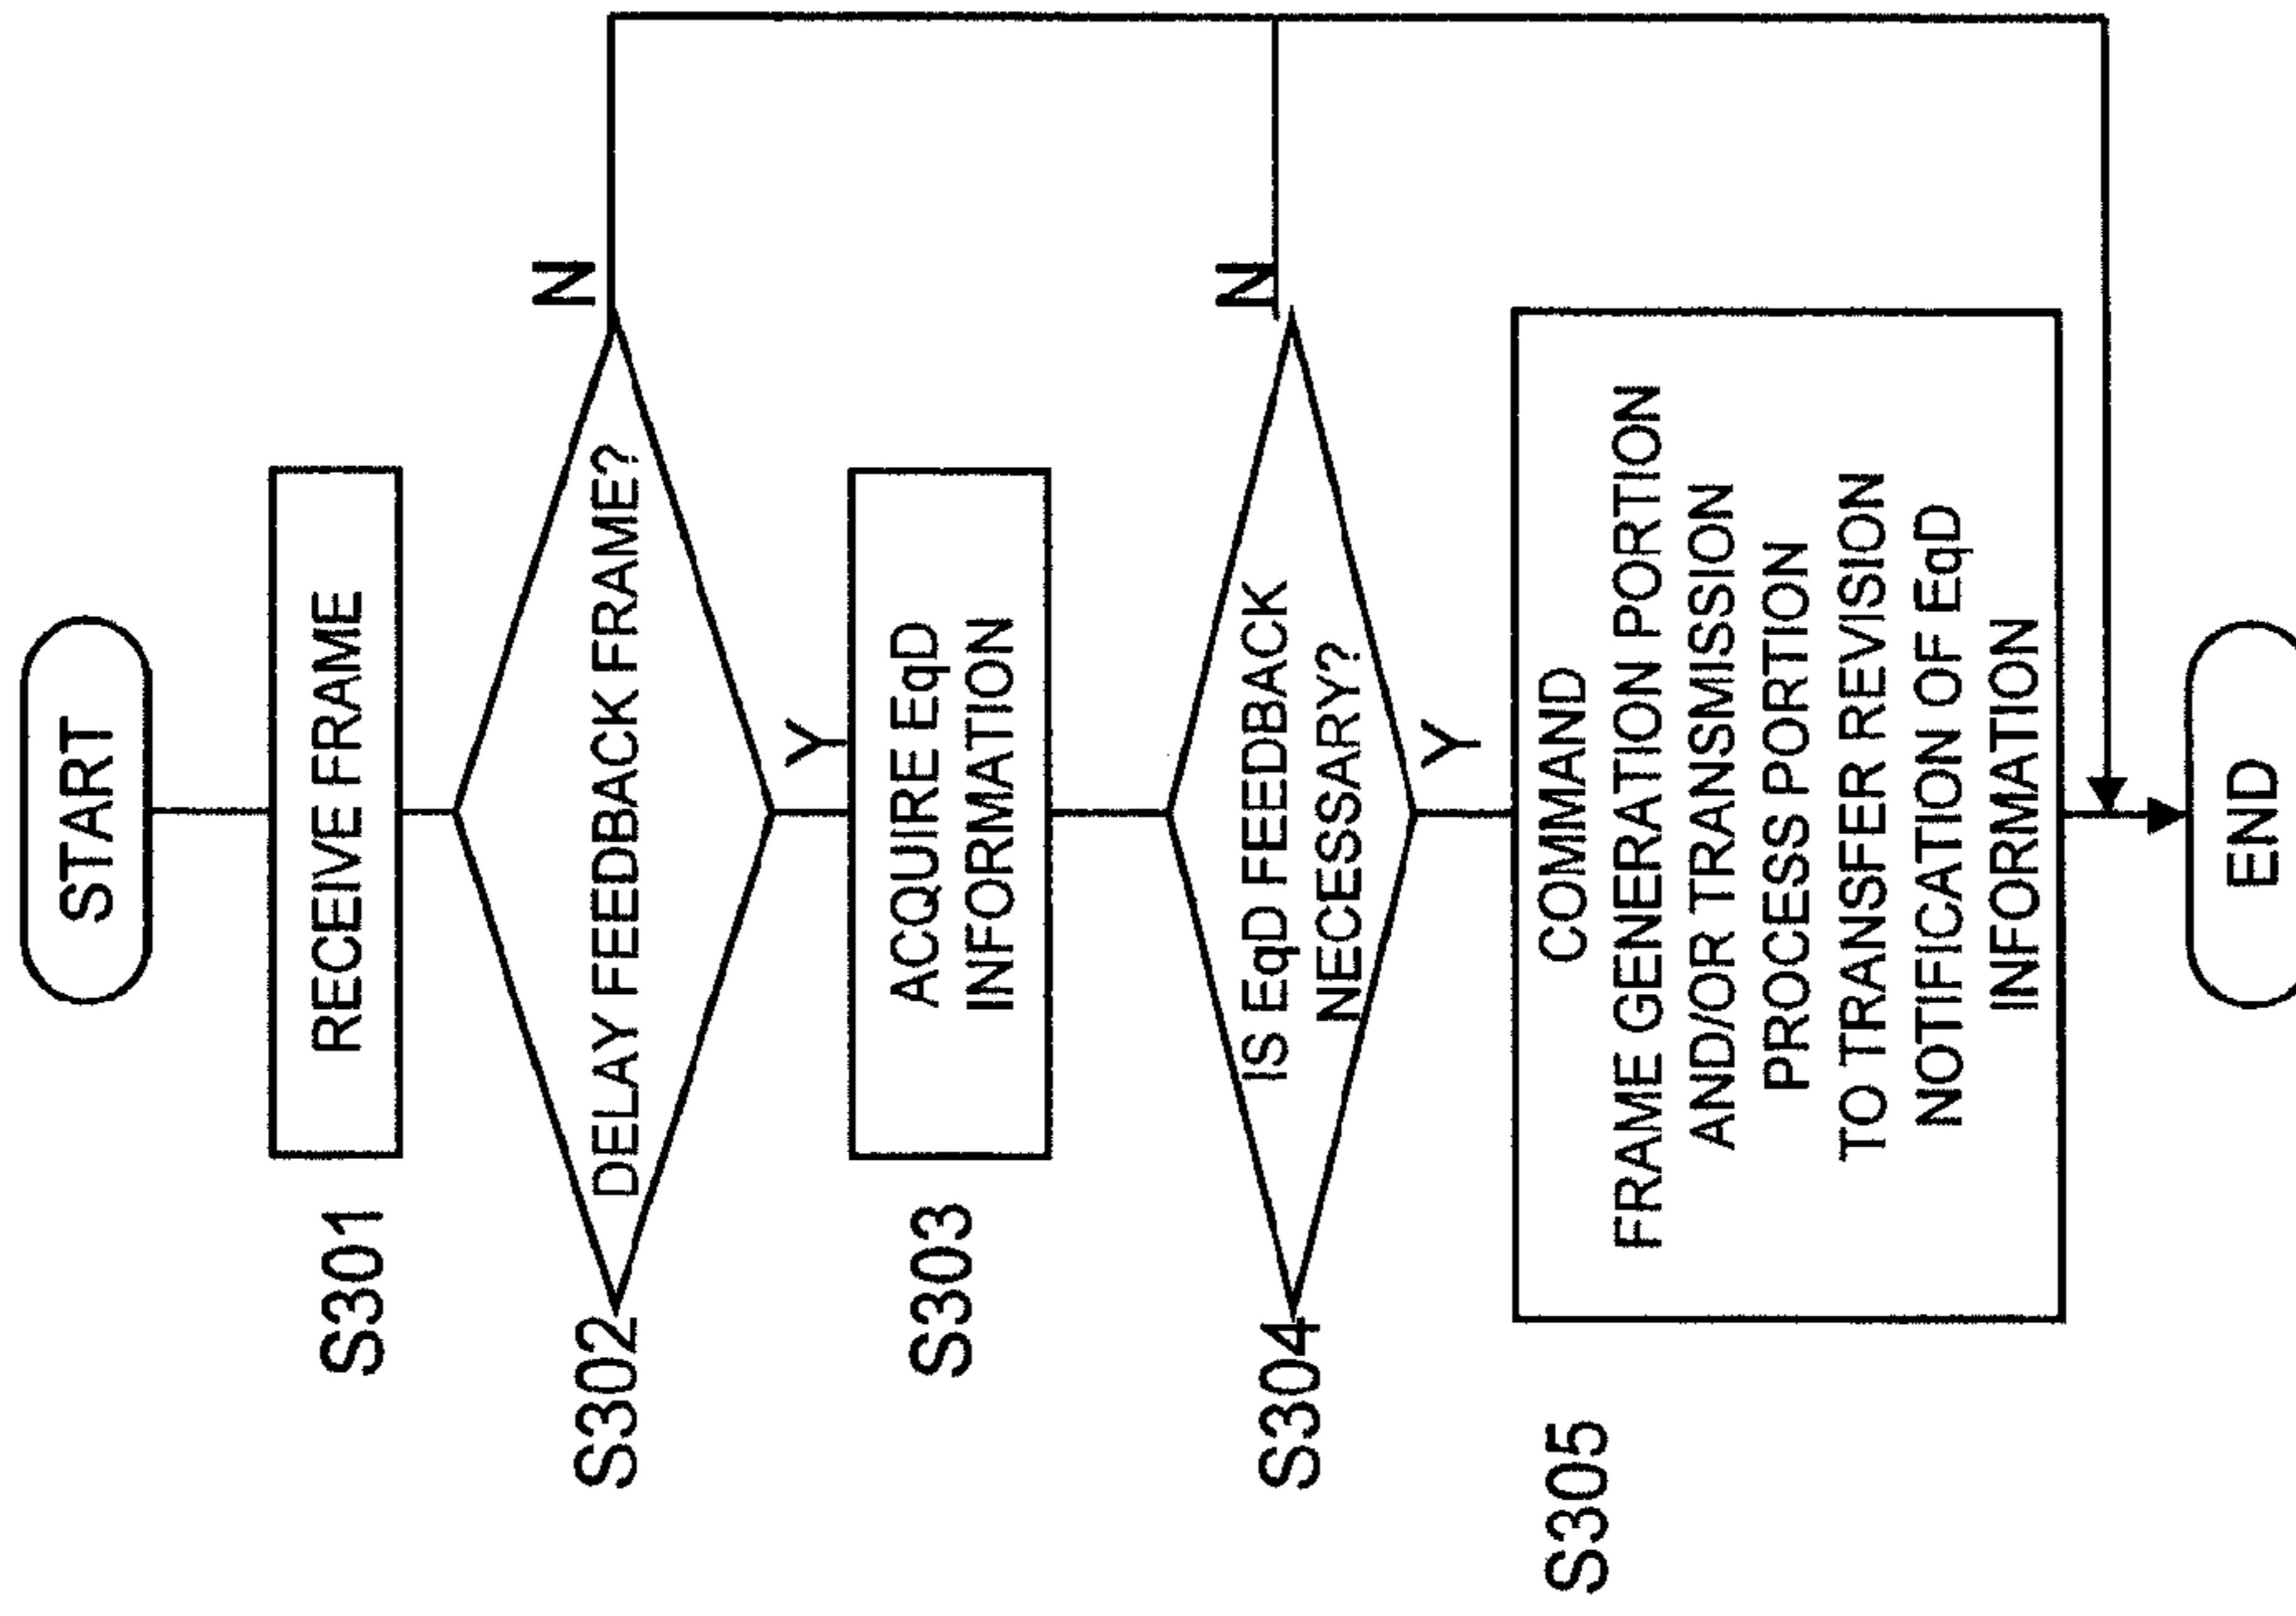 START
S301
RECEIVE FRAME
S302
DELAY FEEDBACK FRAME?
N
Y
S303
ACQUIRE EqD
INFORMATION
S304
IS EqD FEEDBACK
NECESSARY?
N
Y
S305
COMMAND
FRAME GENERATION PORTION
AND/OR TRANSMISSION
PROCESS PORTION
TO TRANSFER REVISION
NOTIFICATION OF EqD
INFORMATION
END